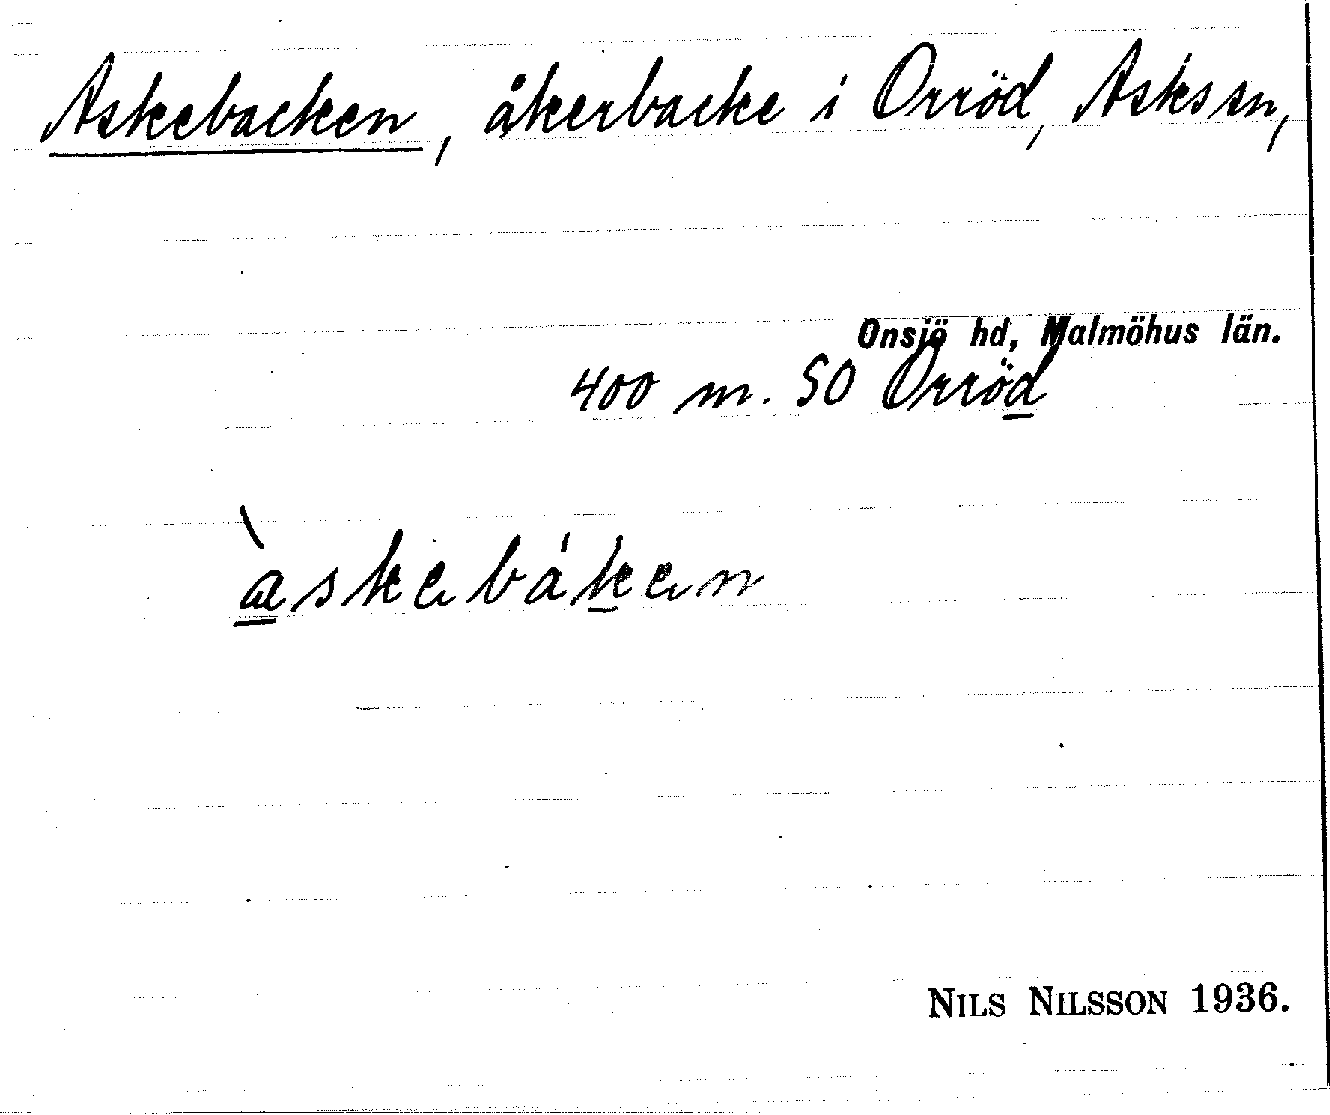 Askebacken, åkerbacke i Orröd, Asks sn,
Onsjö hd, Malmöhus län.
400 m. SO Orröd
àskebáken
NILS NILSSON 1936.